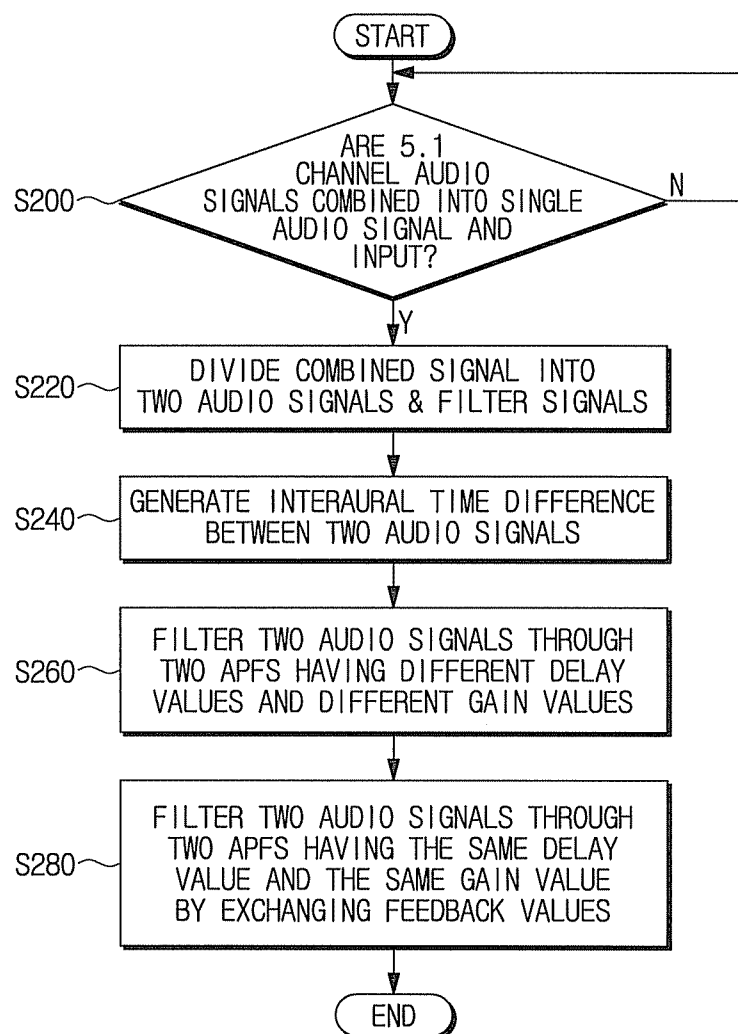 START
ARE 5.1
CHANNEL AUDIO
SIGNALS COMBINED INTO SINGLE
AUDIO SIGNAL AND
INPUT?
S200
N
Y
S220
DIVIDE COMBINED SIGNAL INTO
TWO AUDIO SIGNALS & FILTER SIGNALS
S240
GENERATE INTERAURAL TIME DIFFERENCE
BETWEEN TWO AUDIO SIGNALS
S260
FILTER TWO AUDIO SIGNALS THROUGH
TWO APFS HAVING DIFFERENT DELAY
VALUES AND DIFFERENT GAIN VALUES
S280
FILTER TWO AUDIO SIGNALS THROUGH
TWO APFS HAVING THE SAME DELAY
VALUE AND THE SAME GAIN VALUE
BY EXCHANGING FEEDBACK VALUES
END